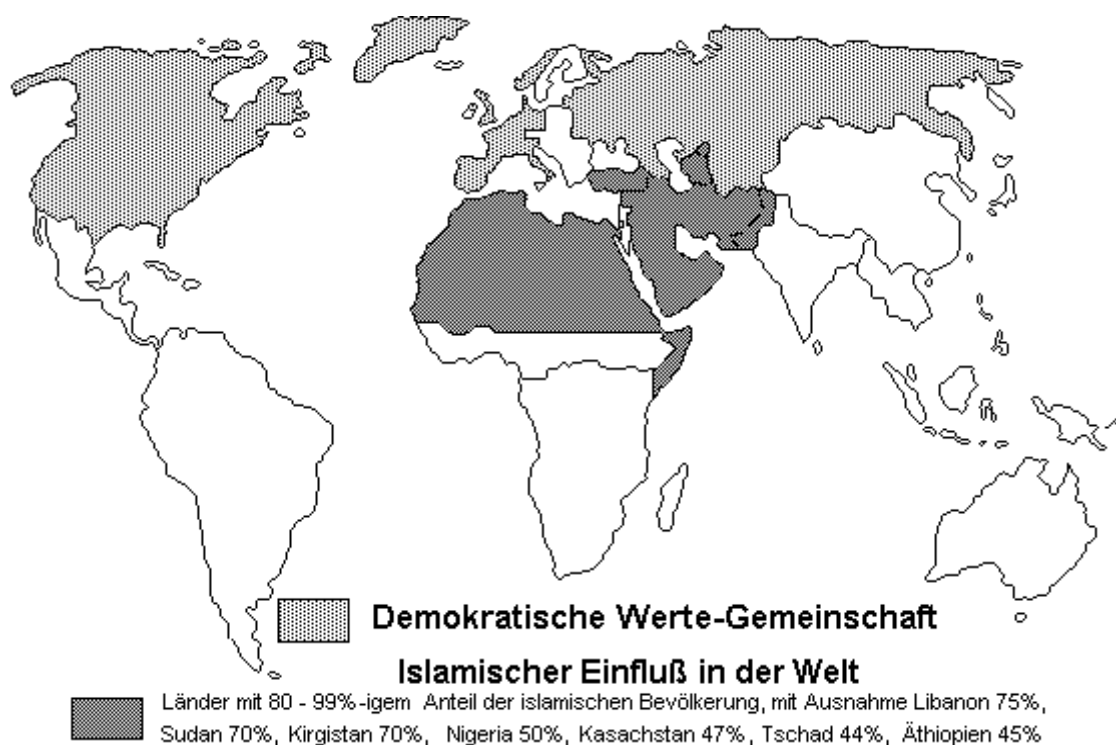 Demokratische Werte-Gemeinschaft
Islamischer Einfluß in der Welt
Länder mit 80 - 99%-igem Anteil der islamischen Bevölkerung, mit Ausnahme Libanon 75%,
Sudan 70%, Kirgistan 70%, Nigeria 50%, Kasachstan 47%, Tschad 44%, Äthiopien 45%